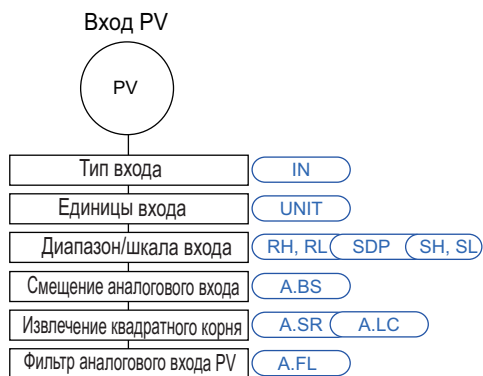 Вход PV
PV
Тип входа IN
Единицы входа UNIT
Диапазон/шкала входа RH, RL SDP SH, SL
Смещение аналогового входа A.BS
Извлечение квадратного корня A.SR A.LC
Фильтр аналогового входа PV A.FL